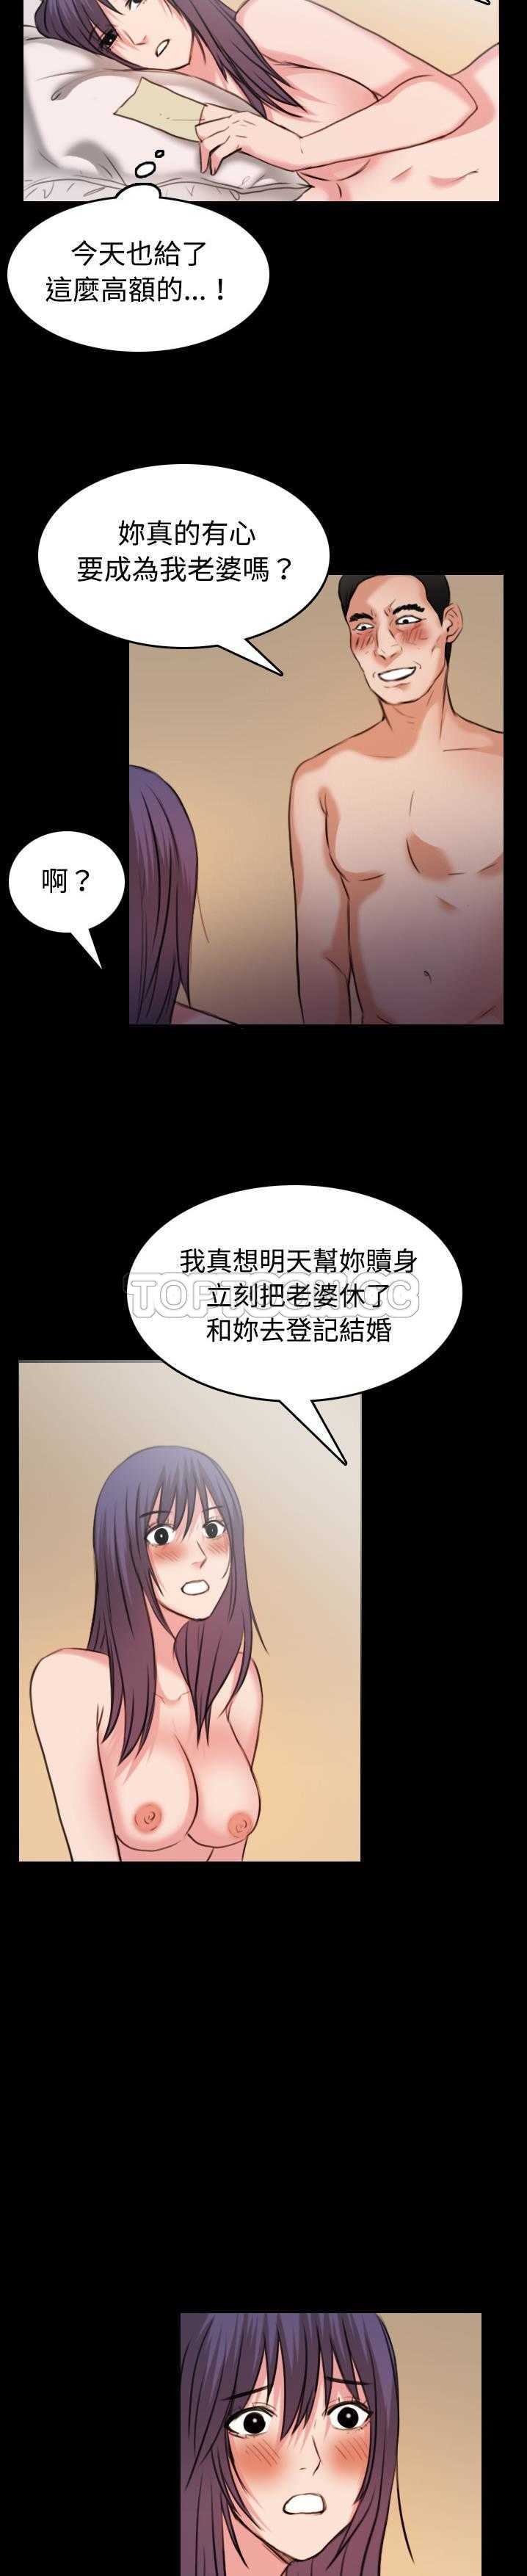 今天也給了
這麼高額的...！
妳真的有心
要成為我老婆嗎？
啊？
我真想明天幫妳贖身
立刻把老婆休了
和妳去登記結婚